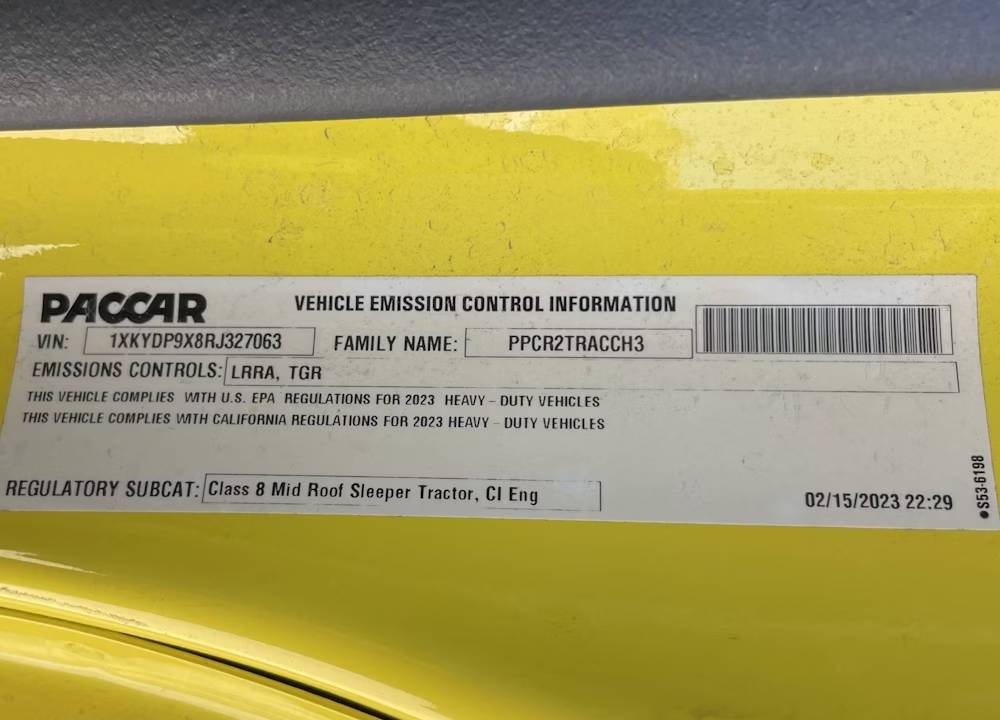 PACCAR VEHICLE EMISSION CONTROL INFORMATION
VIN: 1XKYDP9X8RJ327063 FAMILY NAME: PPCR2TRACCH3
EMISSIONS CONTROLS: LRRA, TGR
THIS VEHICLE COMPLIES WITH U.S. EPA REGULATIONS FOR 2023 HEAVY - DUTY VEHICLES
THIS VEHICLE COMPLIES WITH CALIFORNIA REGULATIONS FOR 2023 HEAVY - DUTY VEHICLES
REGULATORY SUBCAT: Class 8 Mid Roof Sleeper Tractor, CI Eng
02/15/2023 22:29
●S53-6198